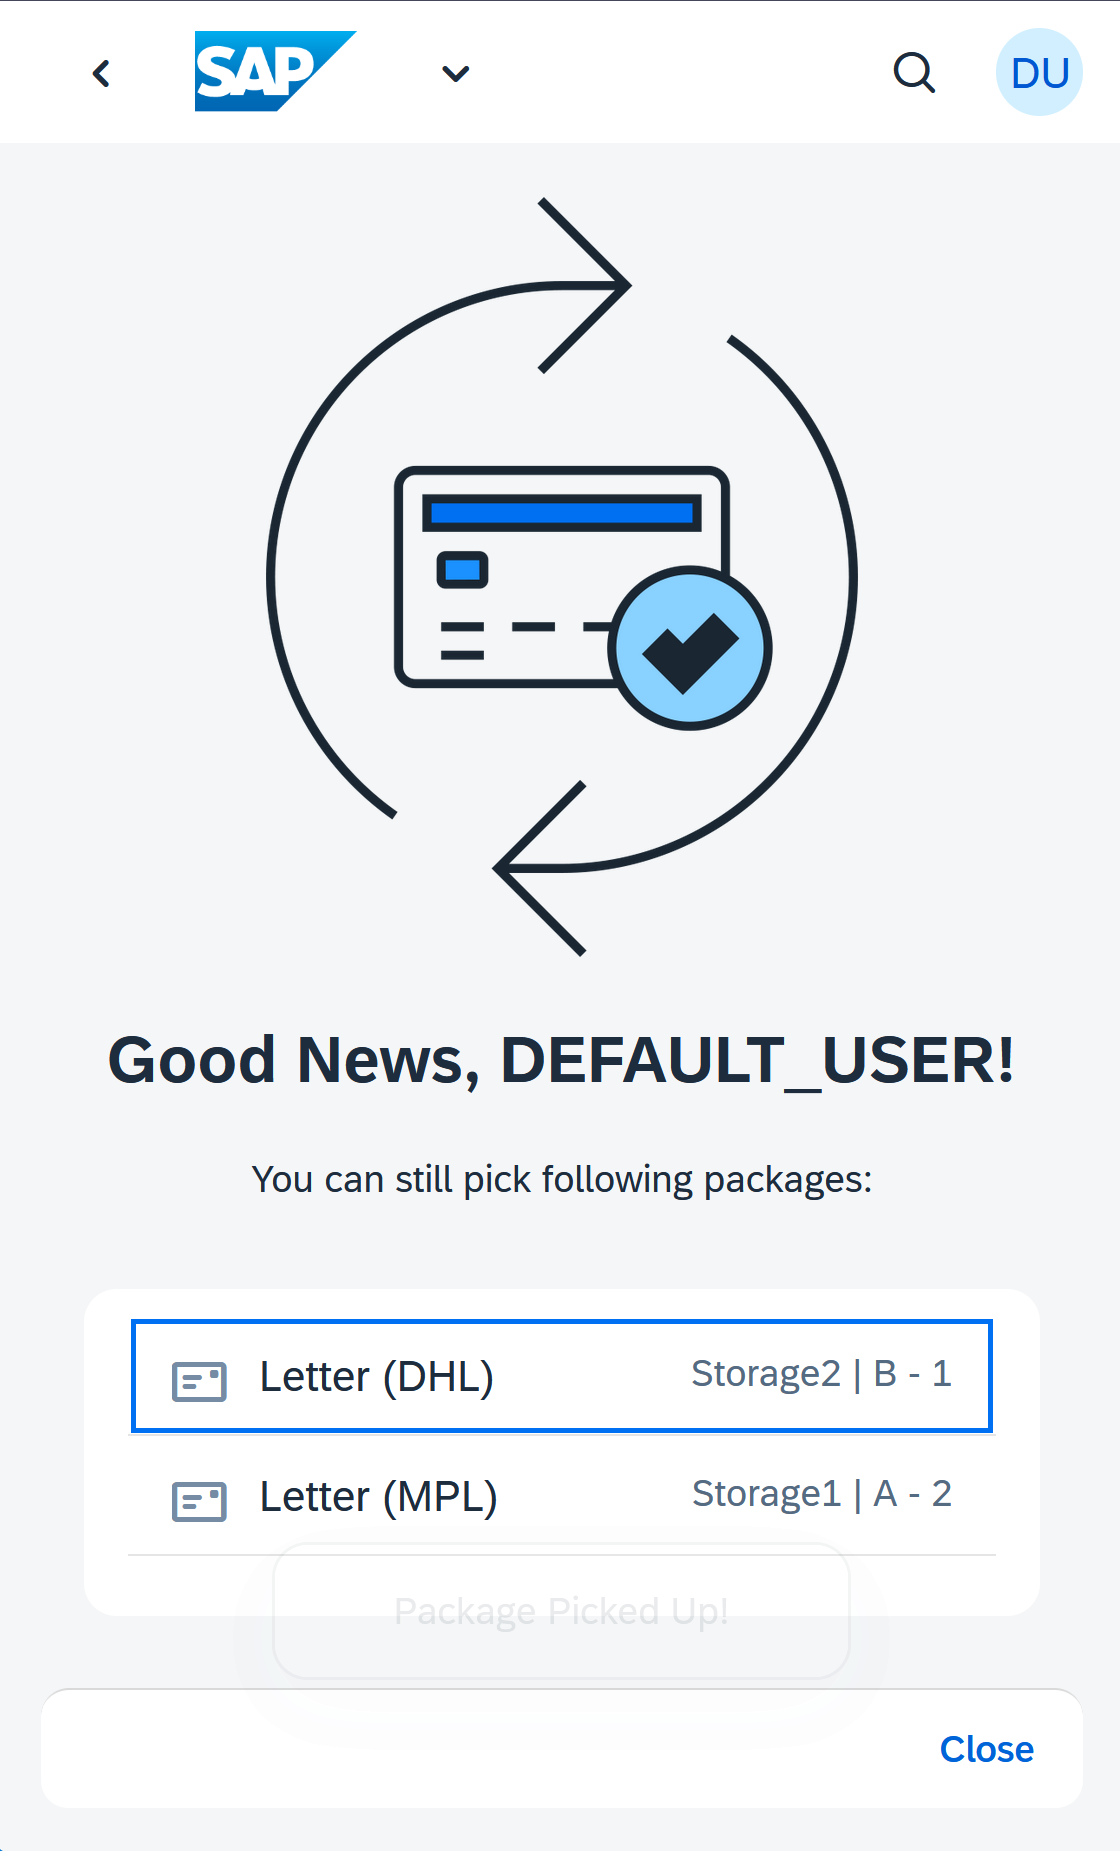 SAP
DU
Good News, DEFAULT_USER!
You can still pick following packages:
Letter (DHL) Storage2 | B - 1
Letter (MPL) Storage1 | A - 2
Package Picked Up!
Close